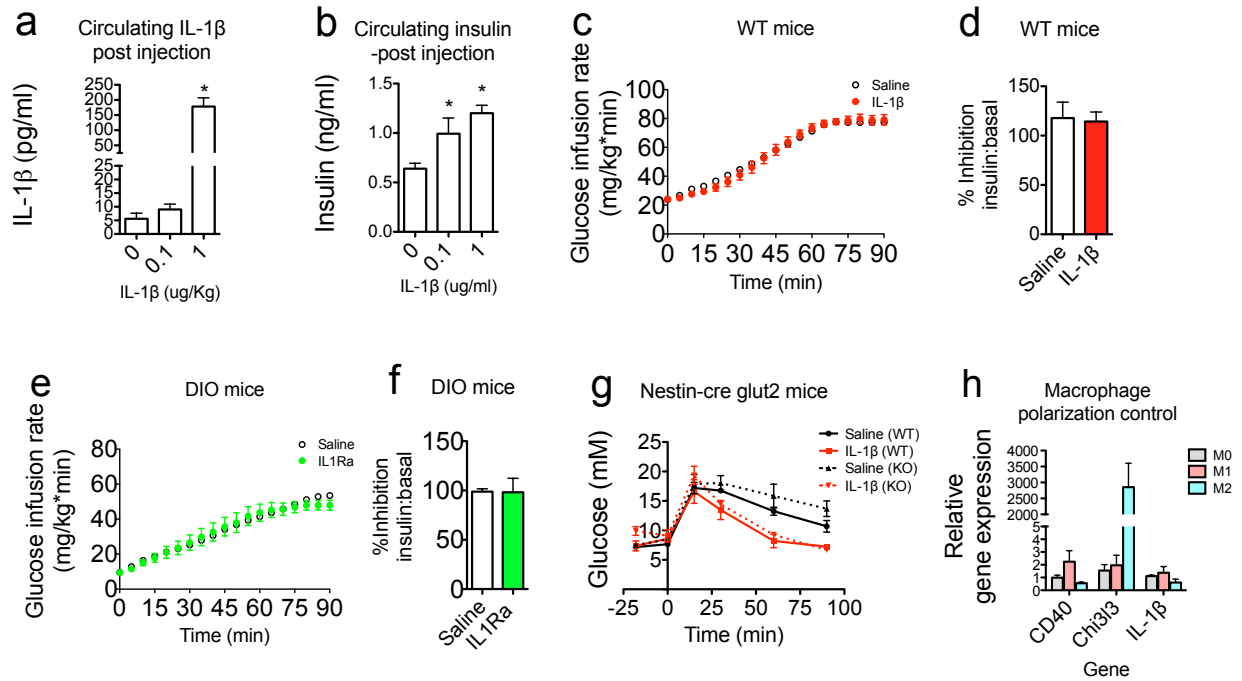 a
Circulating IL-1β
post injection
IL-1β (pg/ml)
250
200
150
100
50
25
20
15
10
5
0
*
0
0.1
1
IL-1β (ug/Kg)
b
Circulating insulin
-post injection
Insulin (ng/ml)
1.5
1.0
0.5
0.0
*
*
0
0.1
1
IL-1β (ug/ml)
c
WT mice
Glucose infusion rate
(mg/kg*min)
100
80
60
40
20
0
Saline
IL-1β
0 15 30 45 60 75 90
Time (min)
d
WT mice
% Inhibition
insulin:basal
150
100
50
0
Saline
IL-1β
e
DIO mice
Glucose infusion rate
(mg/kg*min)
80
60
40
20
0
Saline
IL1Ra
0 15 30 45 60 75 90
Time (min)
f
DIO mice
%Inhibition
insulin:basal
150
100
50
0
Saline
IL1Ra
g
Nestin-cre glut2 mice
Glucose (mM)
25
20
15
10
5
Saline (WT)
IL-1β (WT)
Saline (KO)
IL-1β (KO)
-25 0 25 50 75 100
Time (min)
h
Macrophage
polarization control
Relative
gene expression
4000
3500
3000
2500
2000
1500
1000
5
4
3
2
1
0
M0
M1
M2
CD40
Chi3l3
IL-1β
Gene